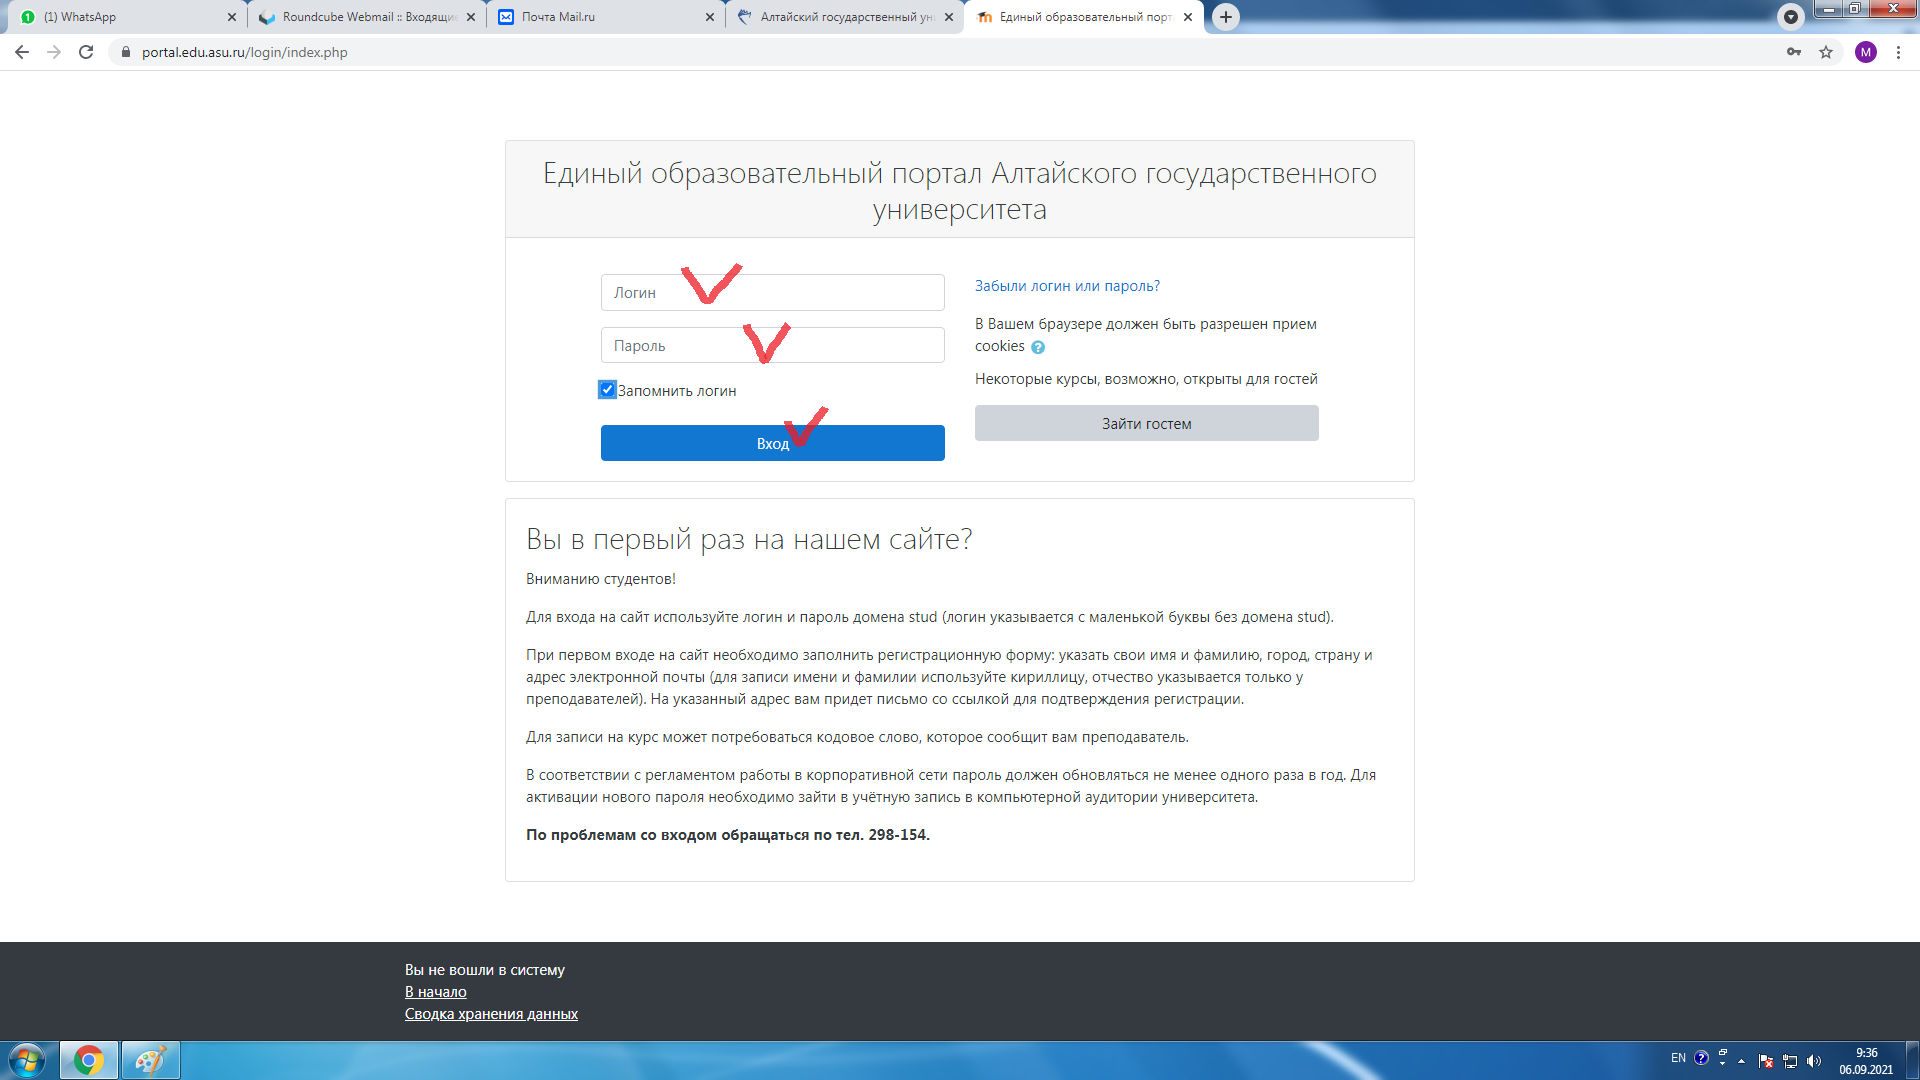 (1) WhatsApp
Roundcube Webmail :: Входящие
Почта Mail.ru
Алтайский государственный ун
Единый образовательный порт
portal.edu.asu.ru/login/index.php
M
Единый образовательный портал Алтайского государственного
университета
Логин
Пароль
Запомнить логин
Вход
Забыли логин или пароль?
В Вашем браузере должен быть разрешен прием
cookies ?
Некоторые курсы, возможно, открыты для гостей
Зайти гостем
Вы в первый раз на нашем сайте?
Вниманию студентов!
Для входа на сайт используйте логин и пароль домена stud (логин указывается с маленькой буквы без домена stud).
При первом входе на сайт необходимо заполнить регистрационную форму: указать свои имя и фамилию, город, страну и
адрес электронной почты (для записи имени и фамилии используйте кириллицу, отчество указывается только у
преподавателей). На указанный адрес вам придет письмо со ссылкой для подтверждения регистрации.
Для записи на курс может потребоваться кодовое слово, которое сообщит вам преподаватель.
В соответствии с регламентом работы в корпоративной сети пароль должен обновляться не менее одного раза в год. Для
активации нового пароля необходимо зайти в учётную запись в компьютерной аудитории университета.
По проблемам со входом обращаться по тел. 298-154.
Вы не вошли в систему
В начало
Сводка хранения данных
EN
9:36
06.09.2021